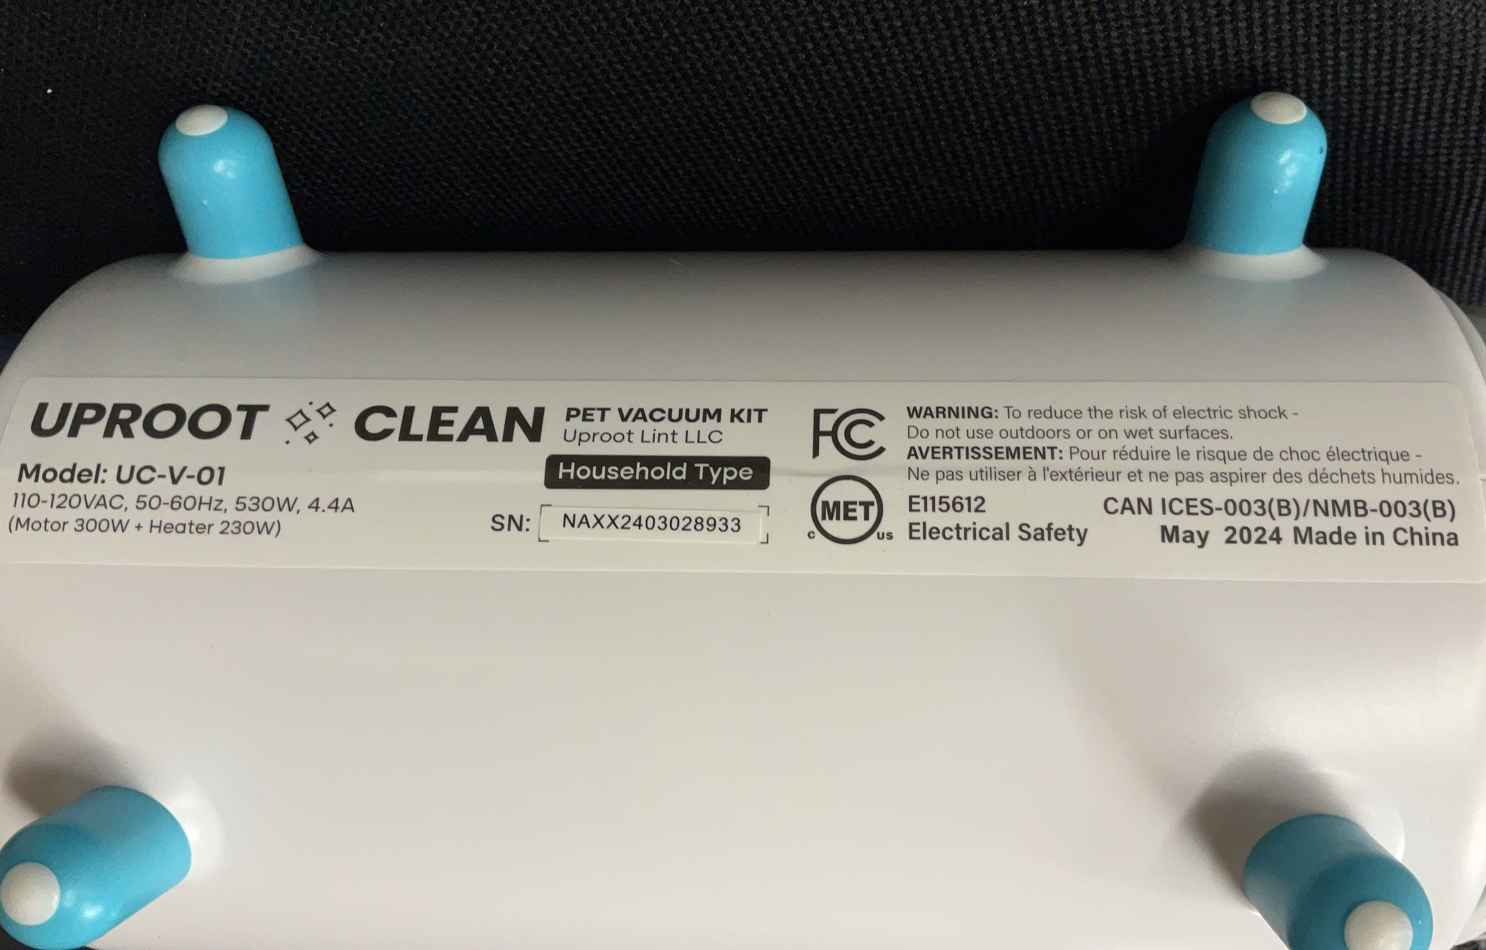 UPROOT CLEAN
PET VACUUM KIT
Uproot Lint LLC
Household Type
Model: UC-V-01
110-120VAC, 50-60Hz, 530W, 4.4A
(Motor 300W + Heater 230W)
SN: NAXX2403028933
FC
WARNING: To reduce the risk of electric shock -
Do not use outdoors or on wet surfaces.
AVERTISSEMENT: Pour réduire le risque de choc électrique -
Ne pas utiliser à l'extérieur et ne pas aspirer des déchets humides.
c MET us
E115612
Electrical Safety
CAN ICES-003(B)/NMB-003(B)
May 2024 Made in China